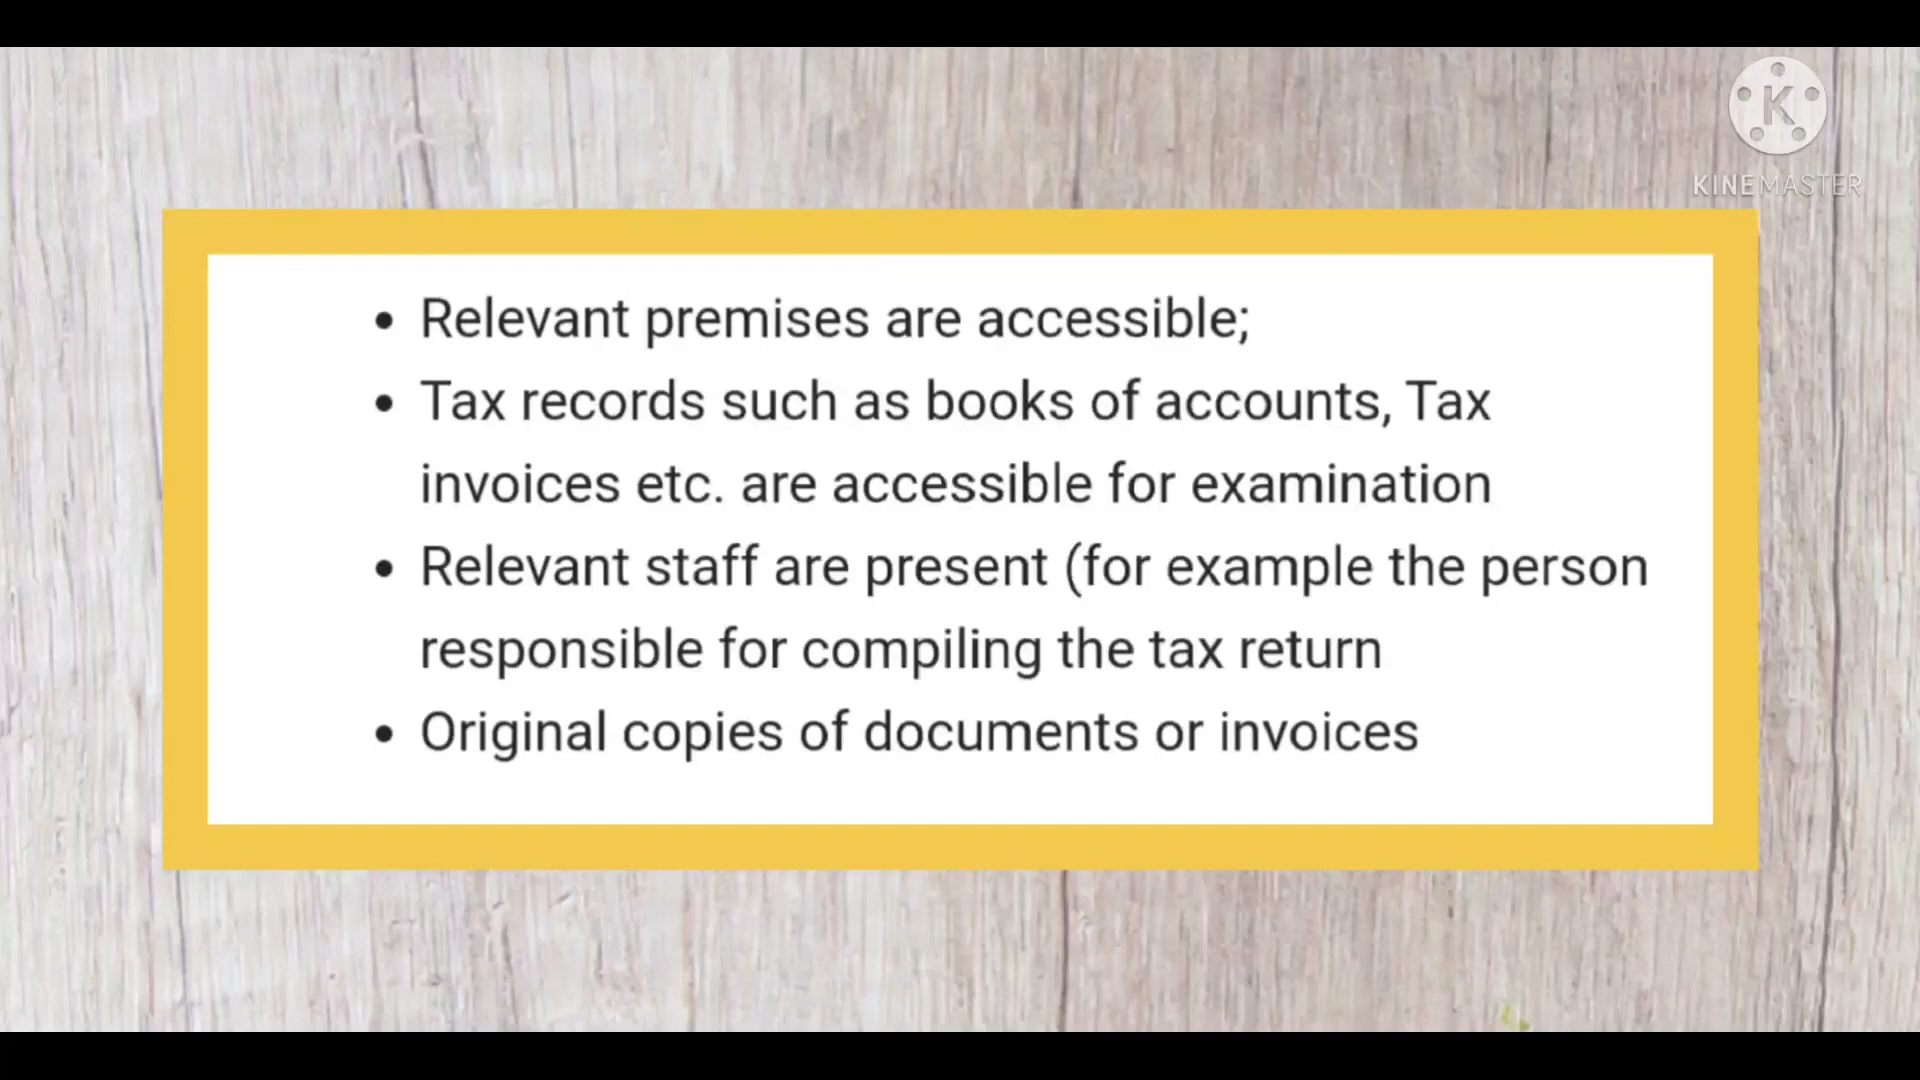 K
KINEMASTER
• Relevant premises are accessible;
• Tax records such as books of accounts, Tax
invoices etc. are accessible for examination
• Relevant staff are present (for example the person
responsible for compiling the tax return
• Original copies of documents or invoices